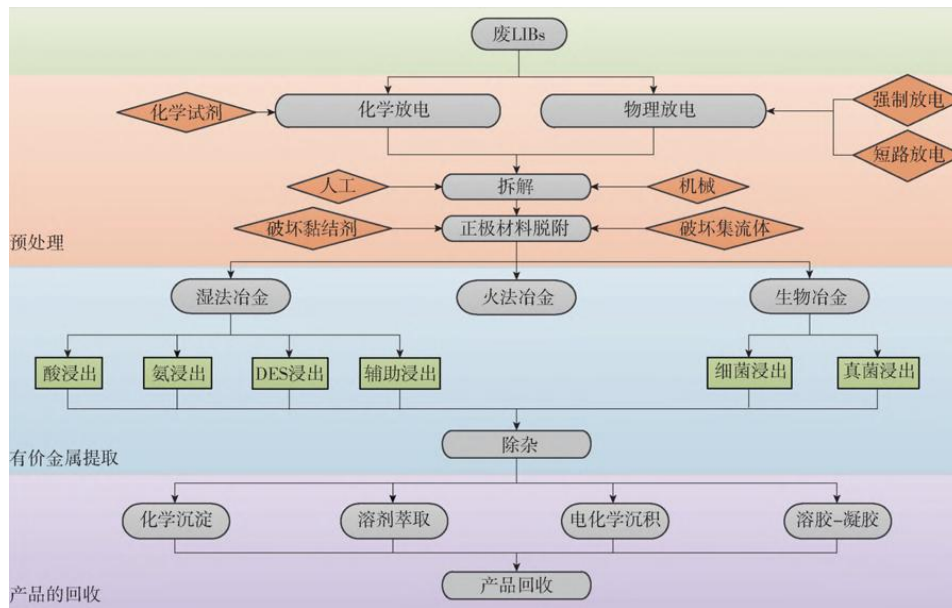 废LIBs
化学试剂
化学放电
物理放电
强制放电
短路放电
人工
拆解
机械
破坏黏结剂
正极材料脱附
破坏集流体
预处理
湿法冶金
火法冶金
生物冶金
酸浸出
氨浸出
DES浸出
辅助浸出
细菌浸出
真菌浸出
除杂
有价金属提取
化学沉淀
溶剂萃取
电化学沉积
溶胶-凝胶
产品回收
产品的回收